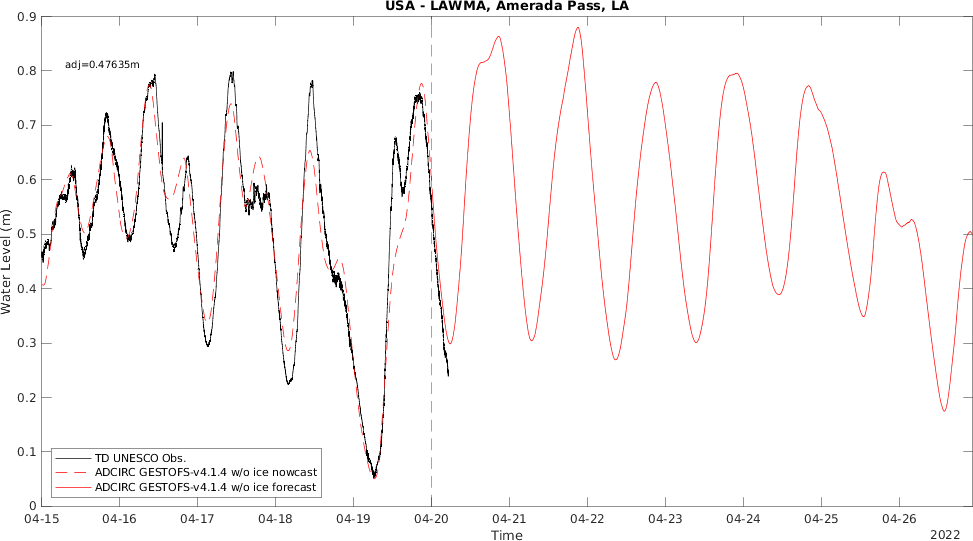 USA - LAWMA, Amerada Pass, LA
0.9
adj=0.47635m
0.8
0.7
0.6
0.5
0.4
0.3
0.2
0.1
0
Water Level (m)
TD UNESCO Obs.
ADCIRC GESTOFS-v4.1.4 w/o ice nowcast
ADCIRC GESTOFS-v4.1.4 w/o ice forecast
04-15 04-16 04-17 04-18 04-19 04-20 04-21 04-22 04-23 04-24 04-25 04-26
Time
2022